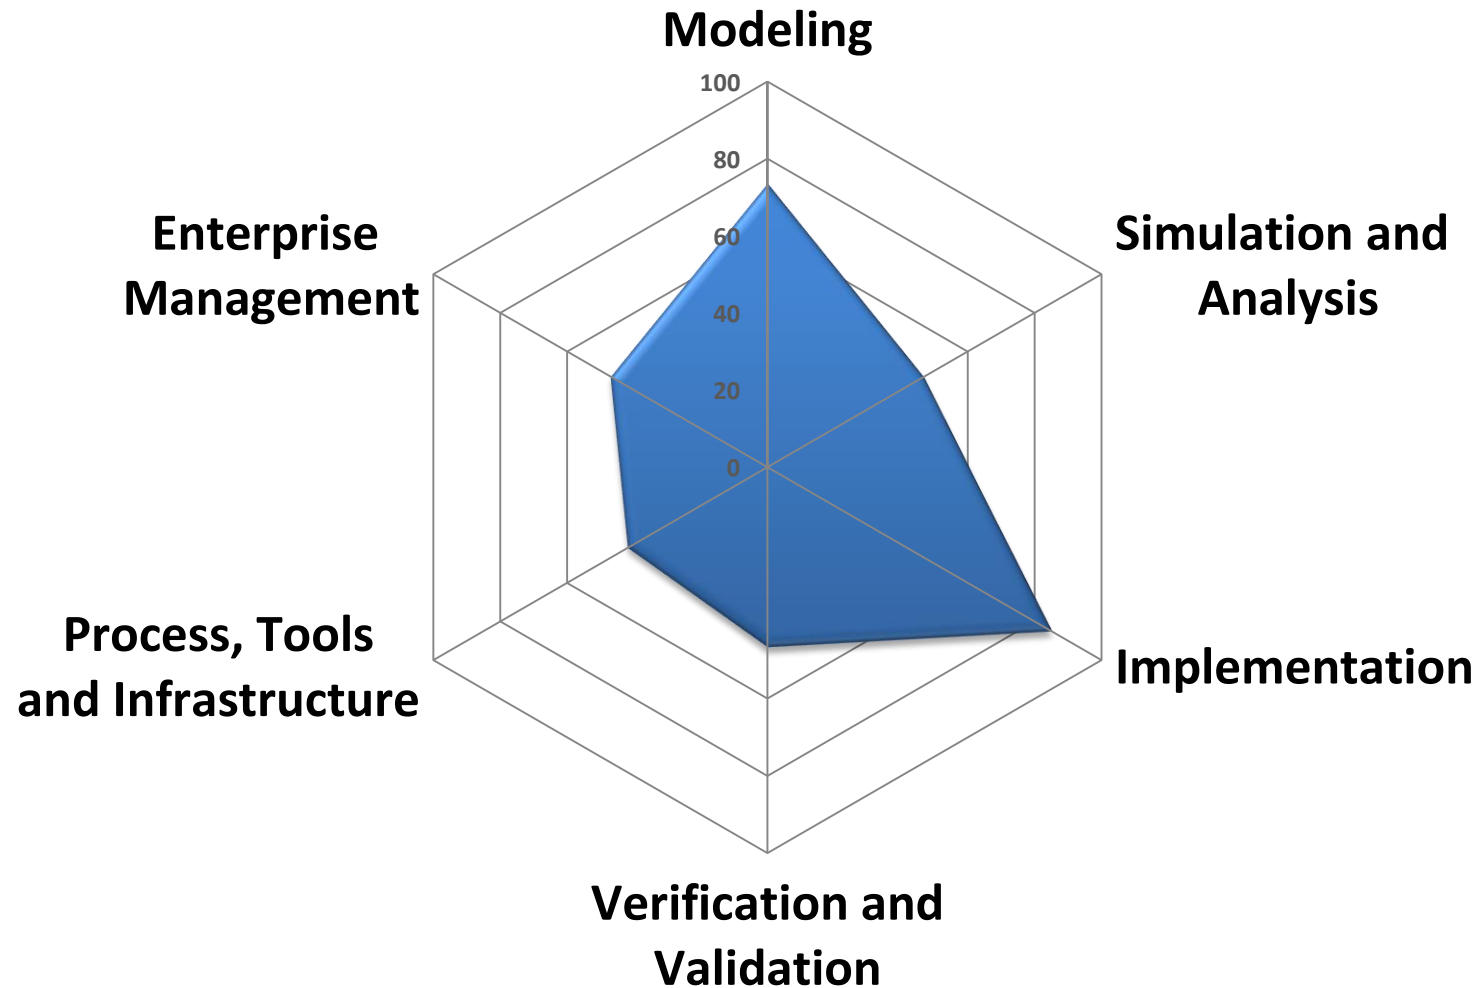 Modeling
100
80
60
40
20
0
Simulation and
Analysis
Implementation
Verification and
Validation
Process, Tools
and Infrastructure
Enterprise
Management